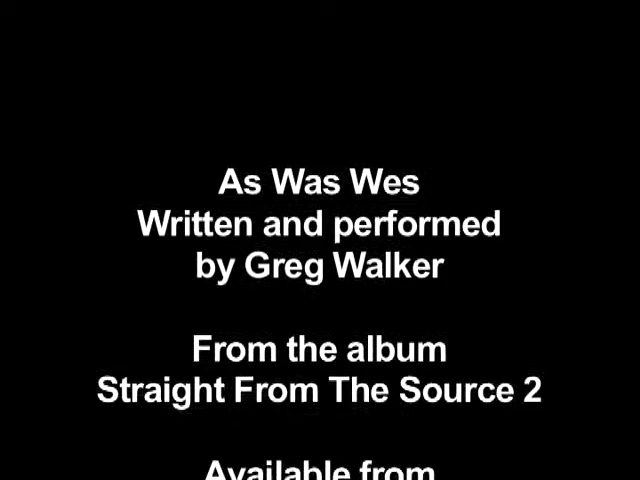 As Was Wes
Written and performed
by Greg Walker
From the album
Straight From The Source 2
Available from